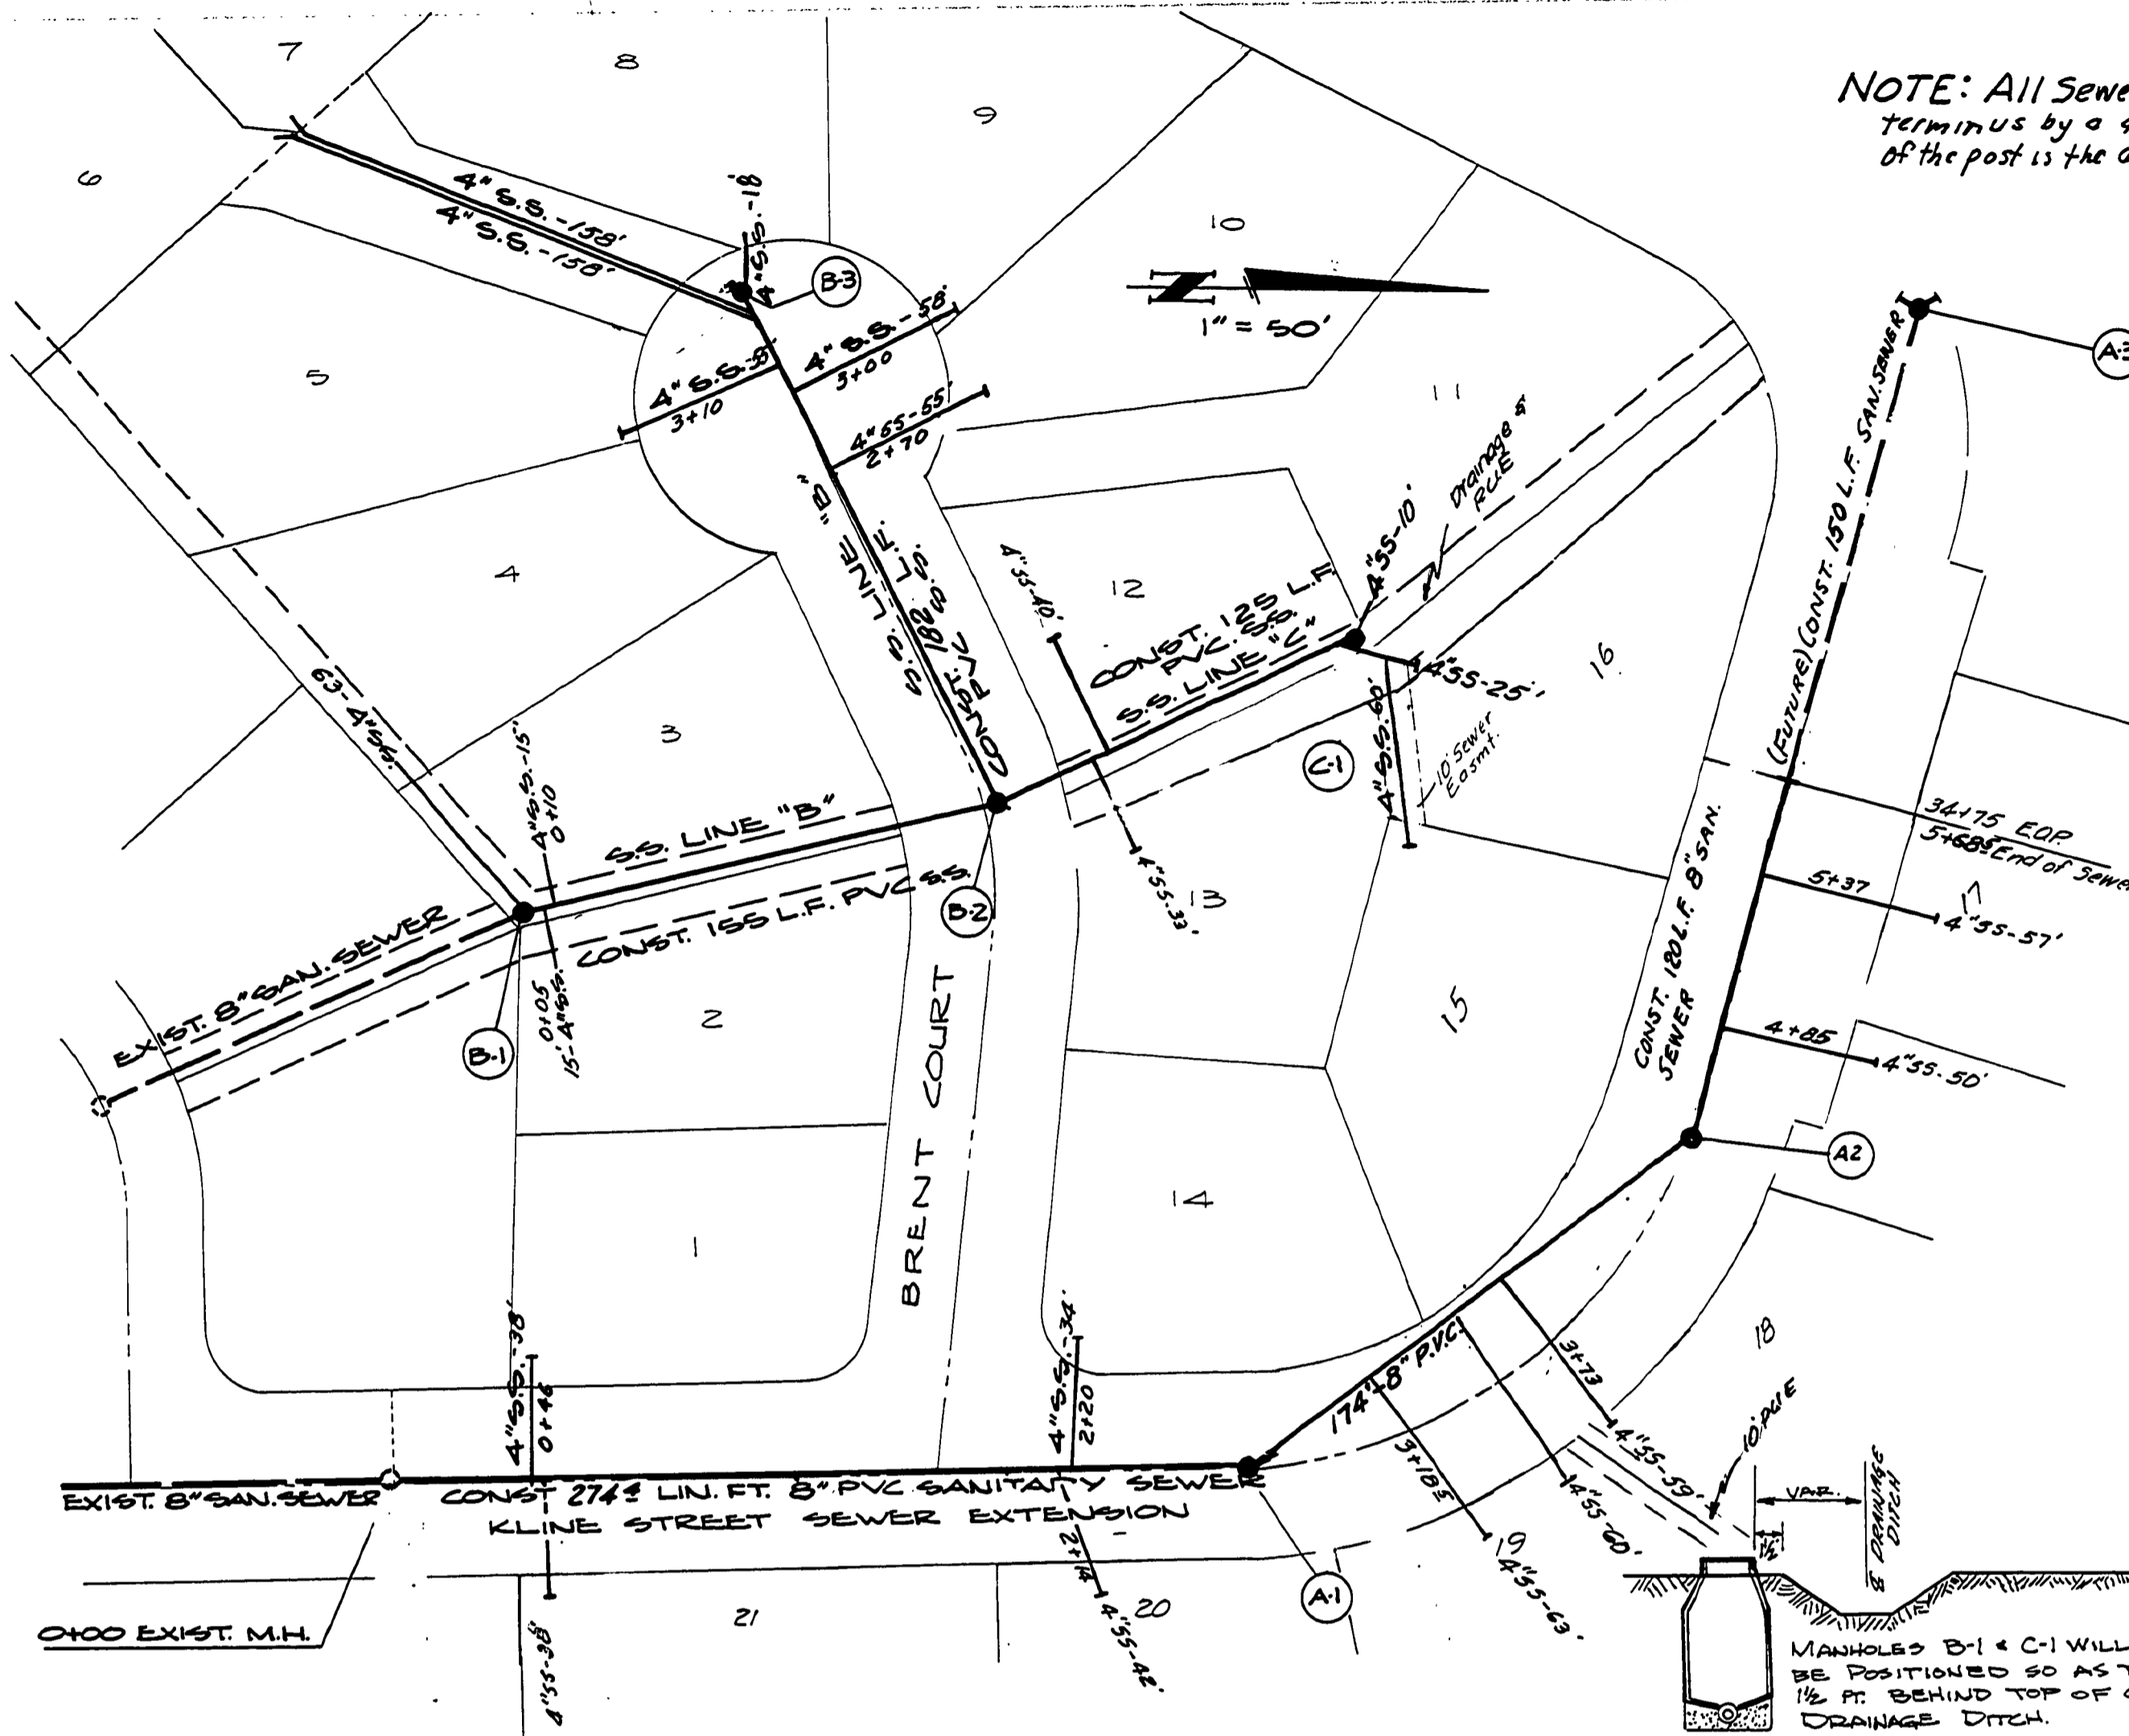 NOTE: All Sewe
terminus by a s
of the post is the
7
8
9
6
10
5
11
4
12
3
16
13
2
15
14
1
17
18
19
20
21
4" S.S. - 158'
4" S.S. - 158'
4" S.S. - 18'
B-3
4" S.S. - 58'
3+00
4" S.S.
3+10
4" SS-55'
2+70
N
1" = 50'
S.S. LINE "B"
CONST. 182 L.F.
PVC S.S.
4"SS-40'
CONST. 125 L.F.
PVC. S.S.
S.S. LINE "C"
4"SS-10'
Drainage &
4"SS-25'
4"S.S.-60'
10' Sewer
Easmt.
C-1
4"SS-33'
63-4"SS.
4"S.S.-15'
0+10
S.S. LINE "B"
CONST. 155 L.F. PVC S.S.
B-2
EXIST. 8" SAN. SEWER
B-1
0+05
15'-4"S.S.
BRENT COURT
A-3
(FUTURE) (CONST. 150 L.F. SAN. SEWER
34+75 EOP.
5+68⁵ End of Sewer
5+37
4"SS-57'
CONST. 120 L.F. 8" SAN.
SEWER
4+85
4"SS-50'
A2
174'-8" P.V.C.
3+73
4"SS-59'
4"SS-60'
3+18⁵
4"SS-63'
4"S.S.-38'
0+46
4"S.S.-34'
2+20
EXIST. 8" SAN. SEWER
CONST 274± LIN. FT. 8" PVC SANITARY SEWER
KLINE STREET SEWER EXTENSION
0+00 EXIST. M.H.
4"SS-38'
2+14
4"SS-42'
A-1
10' PUE
VAR.
1½'
℄ DRAINAGE
DITCH
MANHOLES B-1 & C-1 WILL
BE POSITIONED SO AS T
1½ FT. BEHIND TOP OF
DRAINAGE DITCH.